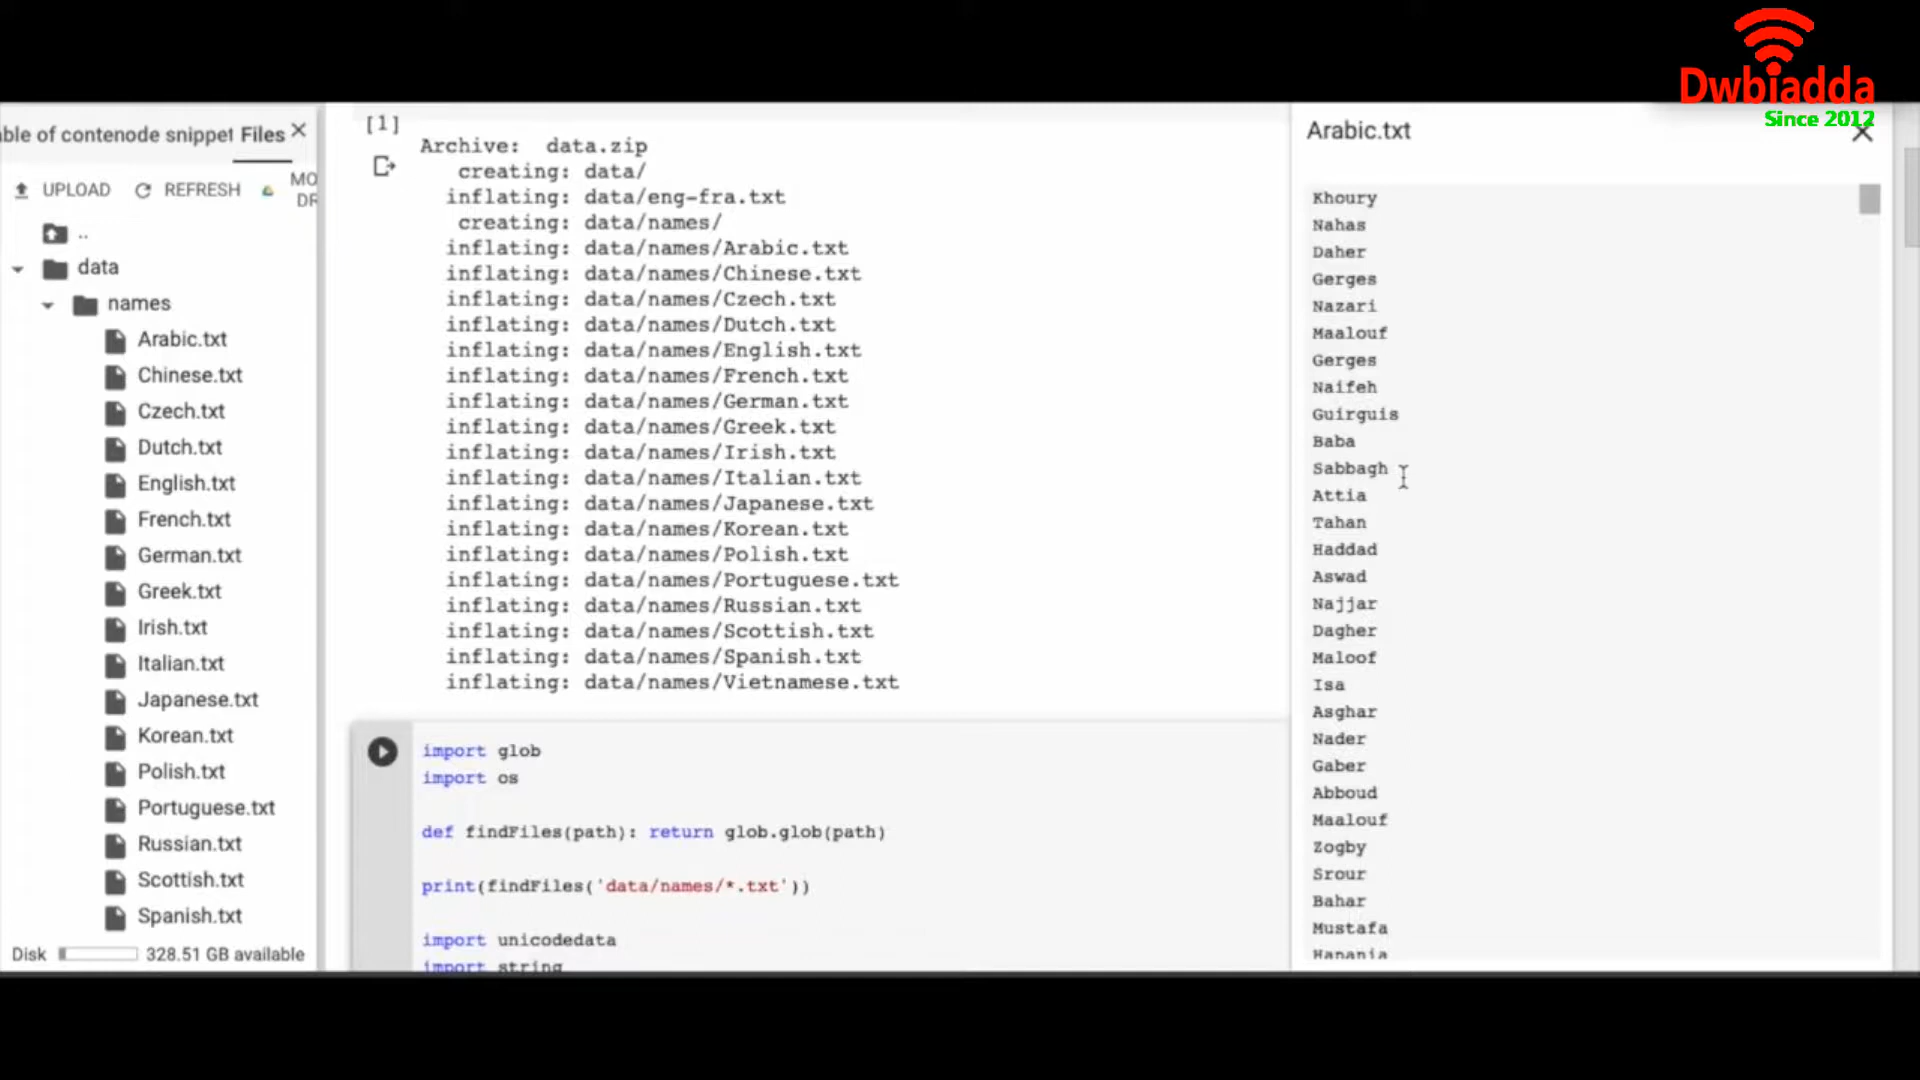 Dwbiadda
Since 2012
ble of contenode snippet Files
UPLOAD REFRESH MO
DR
..
data
names
Arabic.txt
Chinese.txt
Czech.txt
Dutch.txt
English.txt
French.txt
German.txt
Greek.txt
Irish.txt
Italian.txt
Japanese.txt
Korean.txt
Polish.txt
Portuguese.txt
Russian.txt
Scottish.txt
Spanish.txt
Disk 328.51 GB available
[1]
Archive: data.zip
creating: data/
inflating: data/eng-fra.txt
creating: data/names/
inflating: data/names/Arabic.txt
inflating: data/names/Chinese.txt
inflating: data/names/Czech.txt
inflating: data/names/Dutch.txt
inflating: data/names/English.txt
inflating: data/names/French.txt
inflating: data/names/German.txt
inflating: data/names/Greek.txt
inflating: data/names/Irish.txt
inflating: data/names/Italian.txt
inflating: data/names/Japanese.txt
inflating: data/names/Korean.txt
inflating: data/names/Polish.txt
inflating: data/names/Portuguese.txt
inflating: data/names/Russian.txt
inflating: data/names/Scottish.txt
inflating: data/names/Spanish.txt
inflating: data/names/Vietnamese.txt
import glob
import os
def findFiles(path): return glob.glob(path)
print(findFiles('data/names/*.txt'))
import unicodedata
import string
Arabic.txt
Khoury
Nahas
Daher
Gerges
Nazari
Maalouf
Gerges
Naifeh
Guirguis
Baba
Sabbagh
Attia
Tahan
Haddad
Aswad
Najjar
Dagher
Maloof
Isa
Asghar
Nader
Gaber
Abboud
Maalouf
Zogby
Srour
Bahar
Mustafa
Hanania